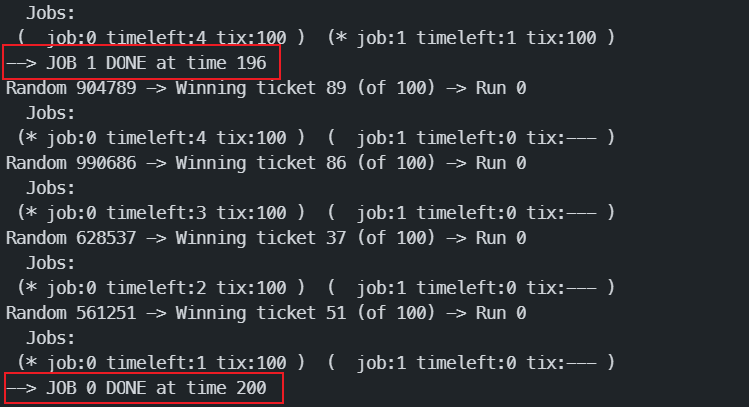 Jobs:
(  job:0 timeleft:4 tix:100 )  (* job:1 timeleft:1 tix:100 )
--> JOB 1 DONE at time 196
Random 904789 -> Winning ticket 89 (of 100) -> Run 0
Jobs:
(* job:0 timeleft:4 tix:100 )  (  job:1 timeleft:0 tix:--- )
Random 990686 -> Winning ticket 86 (of 100) -> Run 0
Jobs:
(* job:0 timeleft:3 tix:100 )  (  job:1 timeleft:0 tix:--- )
Random 628537 -> Winning ticket 37 (of 100) -> Run 0
Jobs:
(* job:0 timeleft:2 tix:100 )  (  job:1 timeleft:0 tix:--- )
Random 561251 -> Winning ticket 51 (of 100) -> Run 0
Jobs:
(* job:0 timeleft:1 tix:100 )  (  job:1 timeleft:0 tix:--- )
--> JOB 0 DONE at time 200